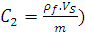 C₂ = ρ_f.v_S / m )